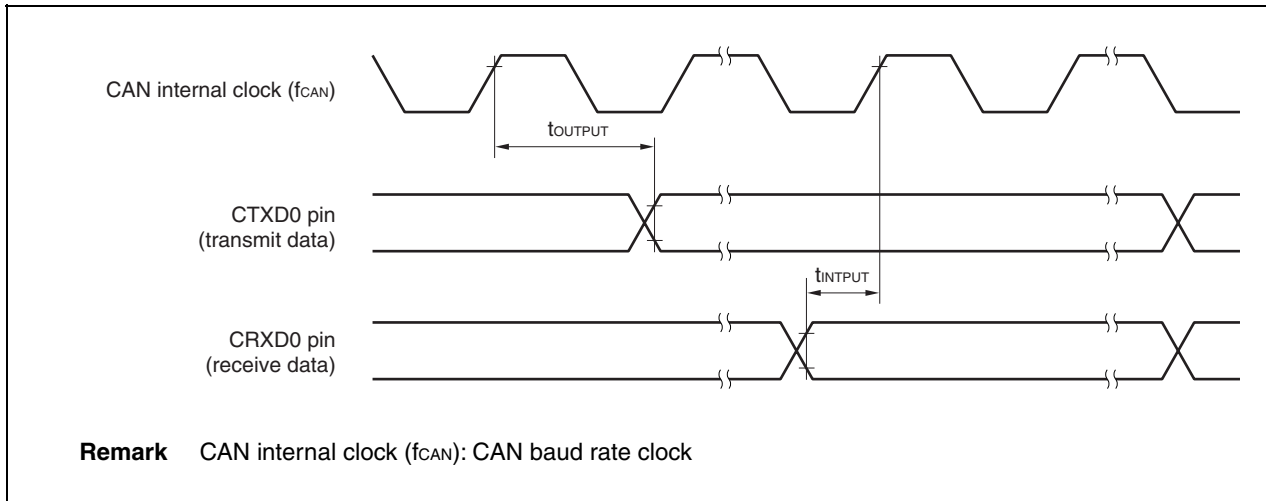 CAN internal clock (fCAN)
tOUTPUT
CTXD0 pin
(transmit data)
tINTPUT
CRXD0 pin
(receive data)
Remark CAN internal clock (fCAN): CAN baud rate clock